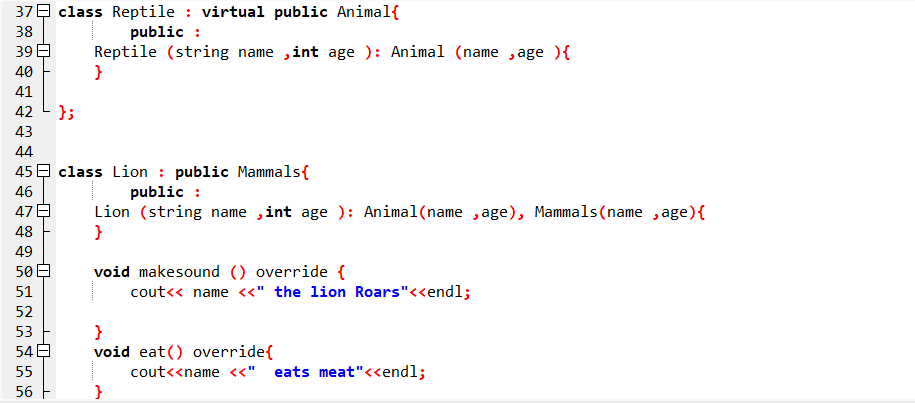 37 class Reptile : virtual public Animal{
38 public :
39 Reptile (string name ,int age ): Animal (name ,age ){
40 }
41
42 };
43
44
45 class Lion : public Mammals{
46 public :
47 Lion (string name ,int age ): Animal(name ,age), Mammals(name ,age){
48 }
49
50 void makesound () override {
51 cout<< name <<" the lion Roars"<<endl;
52
53 }
54 void eat() override{
55 cout<<name <<"  eats meat"<<endl;
56 }